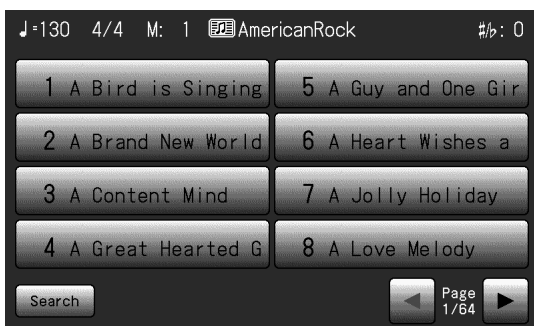 ♩=130 4/4 M: 1 AmericanRock ♯/♭: 0
1 A Bird is Singing
2 A Brand New World
3 A Content Mind
4 A Great Hearted G
5 A Guy and One Gir
6 A Heart Wishes a
7 A Jolly Holiday
8 A Love Melody
Search
Page
1/64